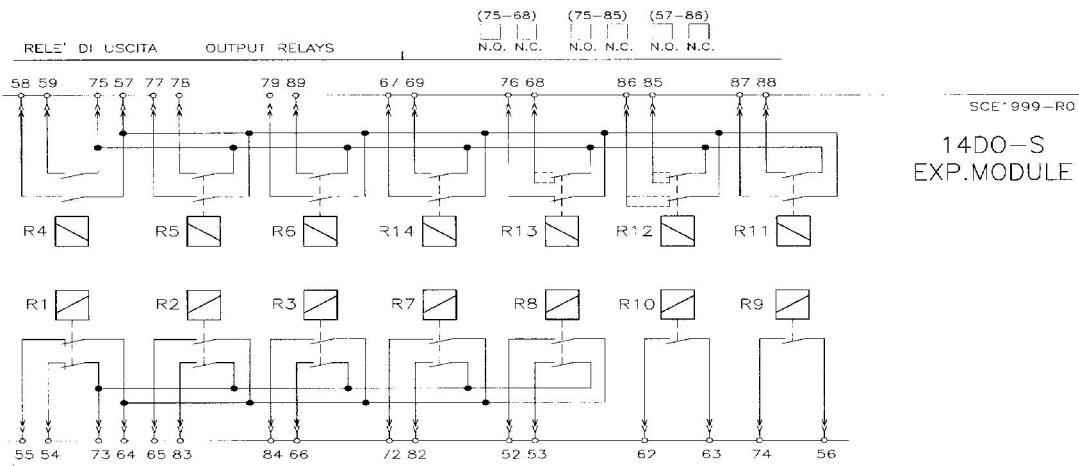 (75-68) (75-85) (57-86)
N.O. N.C. N.O. N.C. N.O. N.C.
RELE' DI USCITA OUTPUT RELAYS
58 59 75 57 77 78 79 89 67 69 76 68 86 85 87 88
SCE*999-R0
14DO-S
EXP.MODULE
R4 R5 R6 R14 R13 R12 R11
R1 R2 R3 R7 R8 R10 R9
55 54 73 64 65 83 84 66 72 82 52 53 62 63 74 56